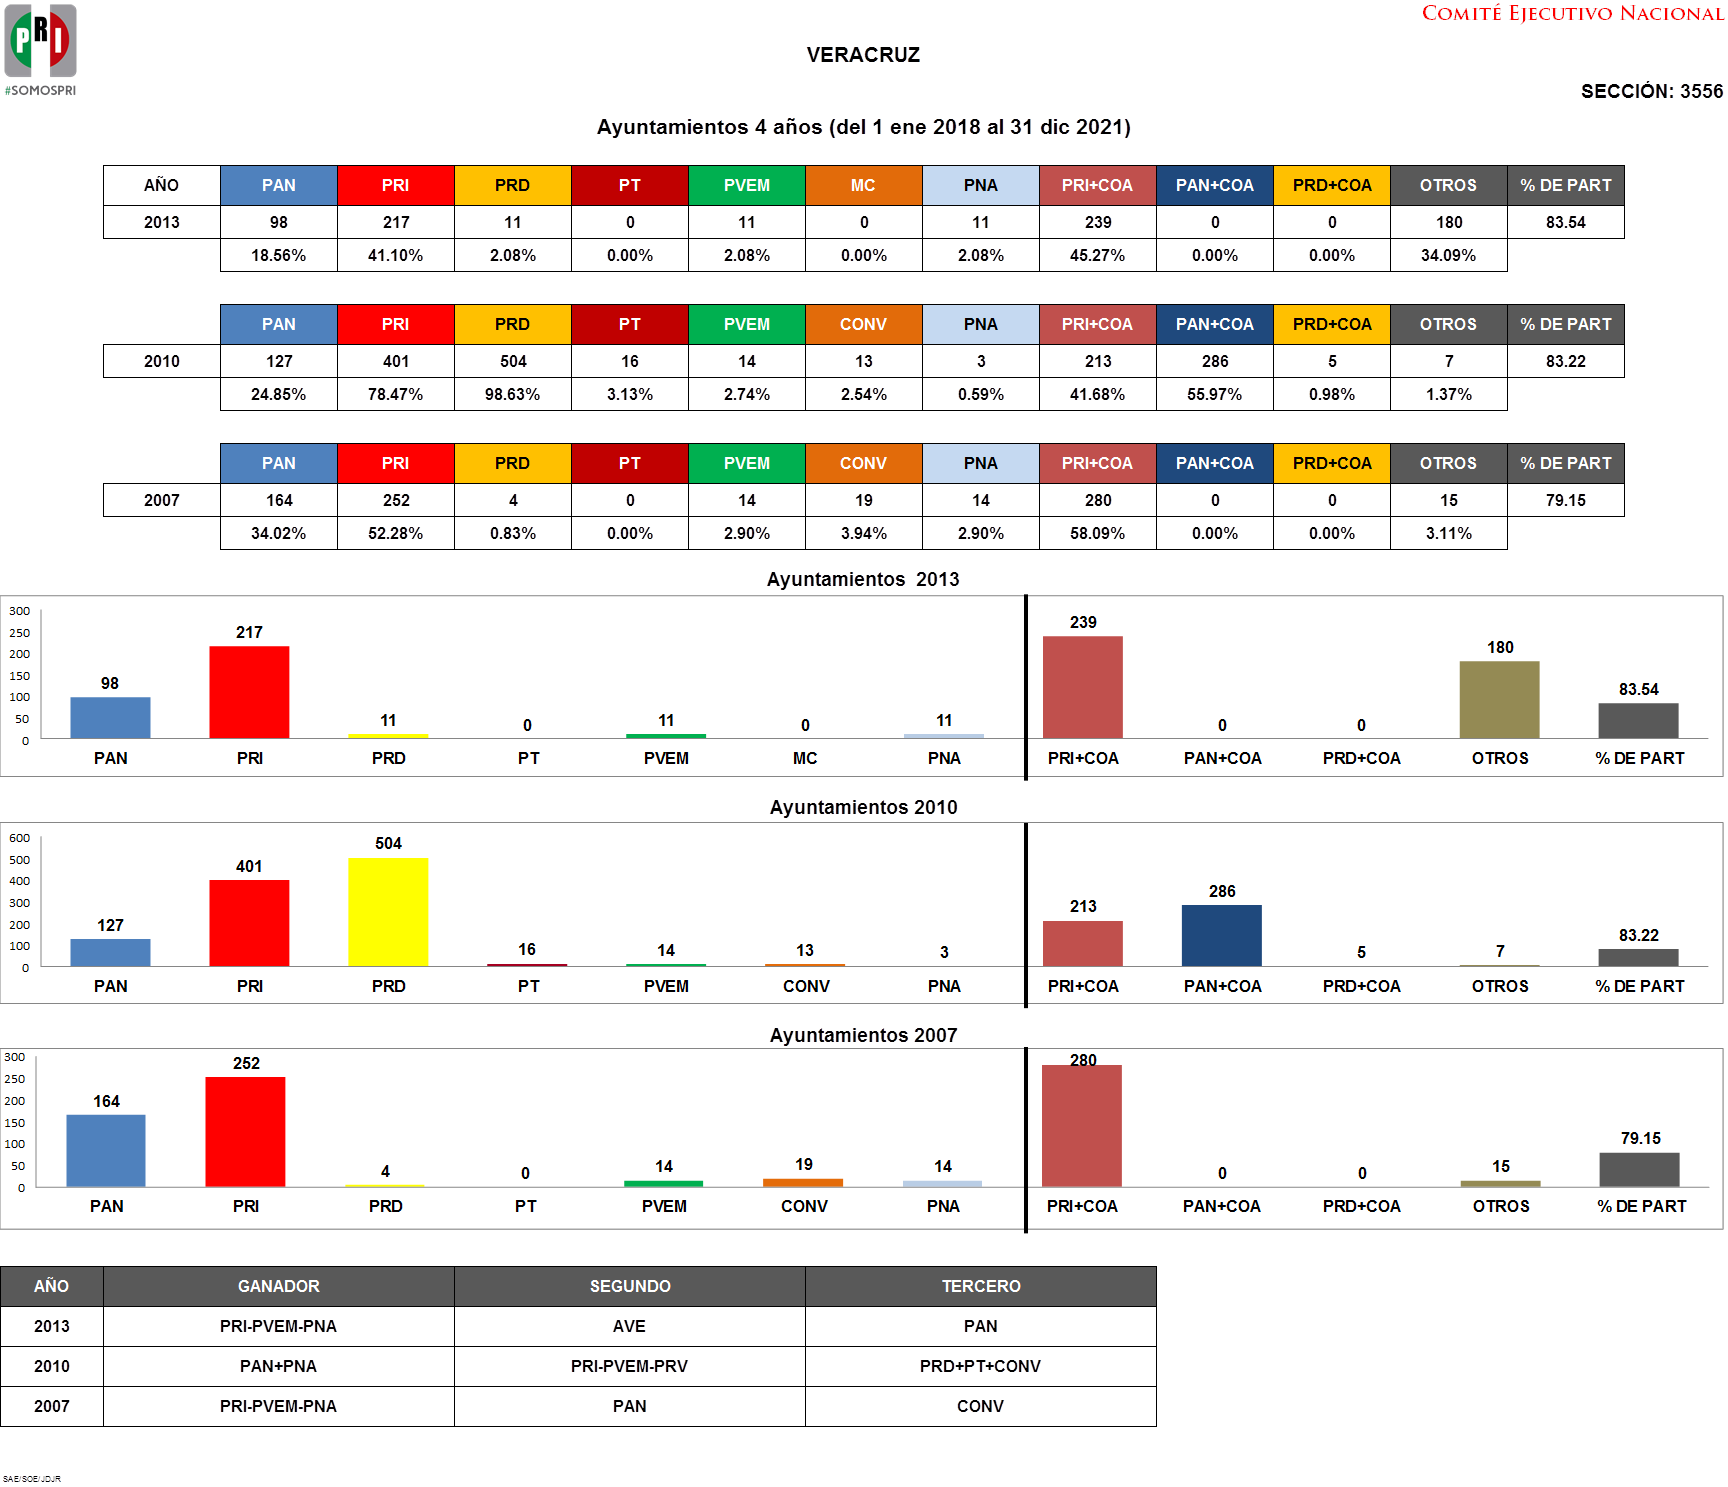 PRI
#SOMOSPRI
COMITÉ EJECUTIVO NACIONAL
VERACRUZ
SECCIÓN: 3556
Ayuntamientos 4 años (del 1 ene 2018 al 31 dic 2021)
AÑO PAN PRI PRD PT PVEM MC PNA PRI+COA PAN+COA PRD+COA OTROS % DE PART
2013 98 217 11 0 11 0 11 239 0 0 180 83.54
18.56% 41.10% 2.08% 0.00% 2.08% 0.00% 2.08% 45.27% 0.00% 0.00% 34.09%
PAN PRI PRD PT PVEM CONV PNA PRI+COA PAN+COA PRD+COA OTROS % DE PART
2010 127 401 504 16 14 13 3 213 286 5 7 83.22
24.85% 78.47% 98.63% 3.13% 2.74% 2.54% 0.59% 41.68% 55.97% 0.98% 1.37%
PAN PRI PRD PT PVEM CONV PNA PRI+COA PAN+COA PRD+COA OTROS % DE PART
2007 164 252 4 0 14 19 14 280 0 0 15 79.15
34.02% 52.28% 0.83% 0.00% 2.90% 3.94% 2.90% 58.09% 0.00% 0.00% 3.11%
Ayuntamientos 2013
300
250
200
150
100
50
0
98 217 11 0 11 0 11 239 0 0 180 83.54
PAN PRI PRD PT PVEM MC PNA PRI+COA PAN+COA PRD+COA OTROS % DE PART
Ayuntamientos 2010
600
500
400
300
200
100
0
127 401 504 16 14 13 3 213 286 5 7 83.22
PAN PRI PRD PT PVEM CONV PNA PRI+COA PAN+COA PRD+COA OTROS % DE PART
Ayuntamientos 2007
300
250
200
150
100
50
0
164 252 4 0 14 19 14 280 0 0 15 79.15
PAN PRI PRD PT PVEM CONV PNA PRI+COA PAN+COA PRD+COA OTROS % DE PART
AÑO GANADOR SEGUNDO TERCERO
2013 PRI-PVEM-PNA AVE PAN
2010 PAN+PNA PRI-PVEM-PRV PRD+PT+CONV
2007 PRI-PVEM-PNA PAN CONV
SAE/SOE/JDJR